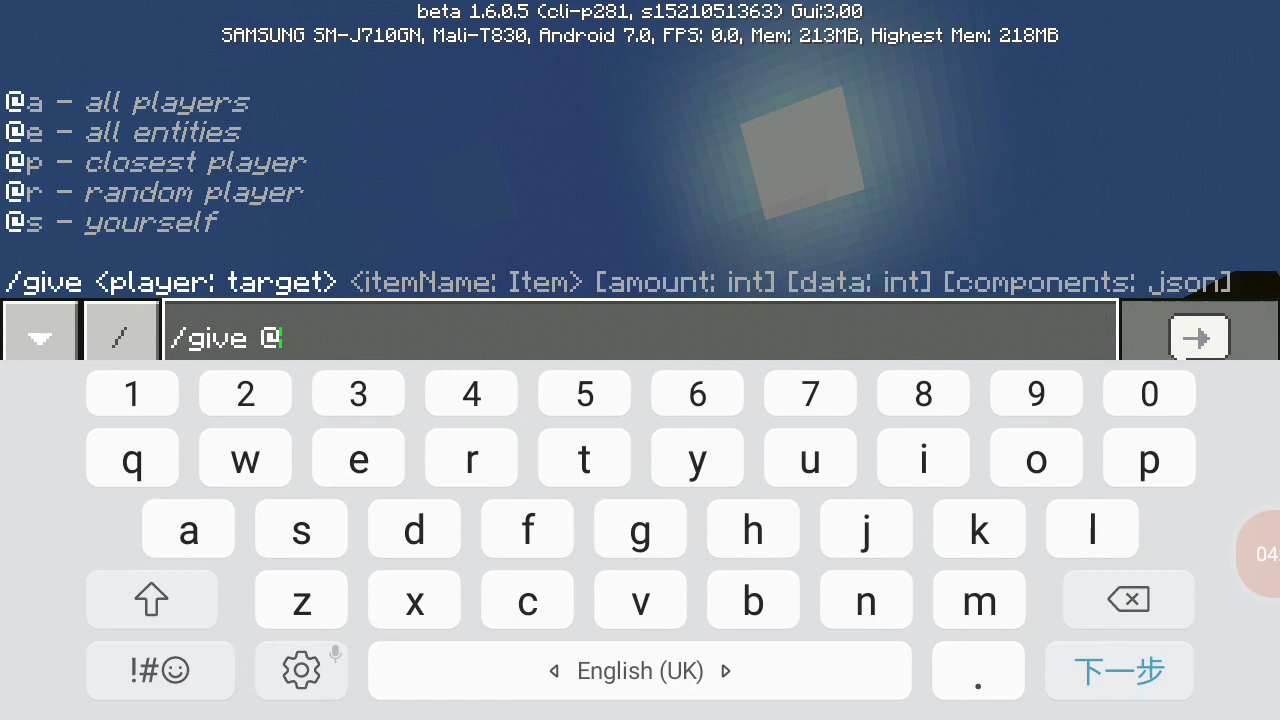 beta 1.6.0.5 (cli-p281, s1521051363) Gui:3.00
SAMSUNG SM-J710GN, Mali-T830, Android 7.0, FPS: 0.0, Mem: 213MB, Highest Mem: 218MB
@a - all players
@e - all entities
@p - closest player
@r - random player
@s - yourself
/give <player: target> <itemName: Item> [amount: int] [data: int] [components: json]
/ /give @
1 2 3 4 5 6 7 8 9 0
q w e r t y u i o p
a s d f g h j k l
04:
z x c v b n m
!#☺ English (UK) . 下一步